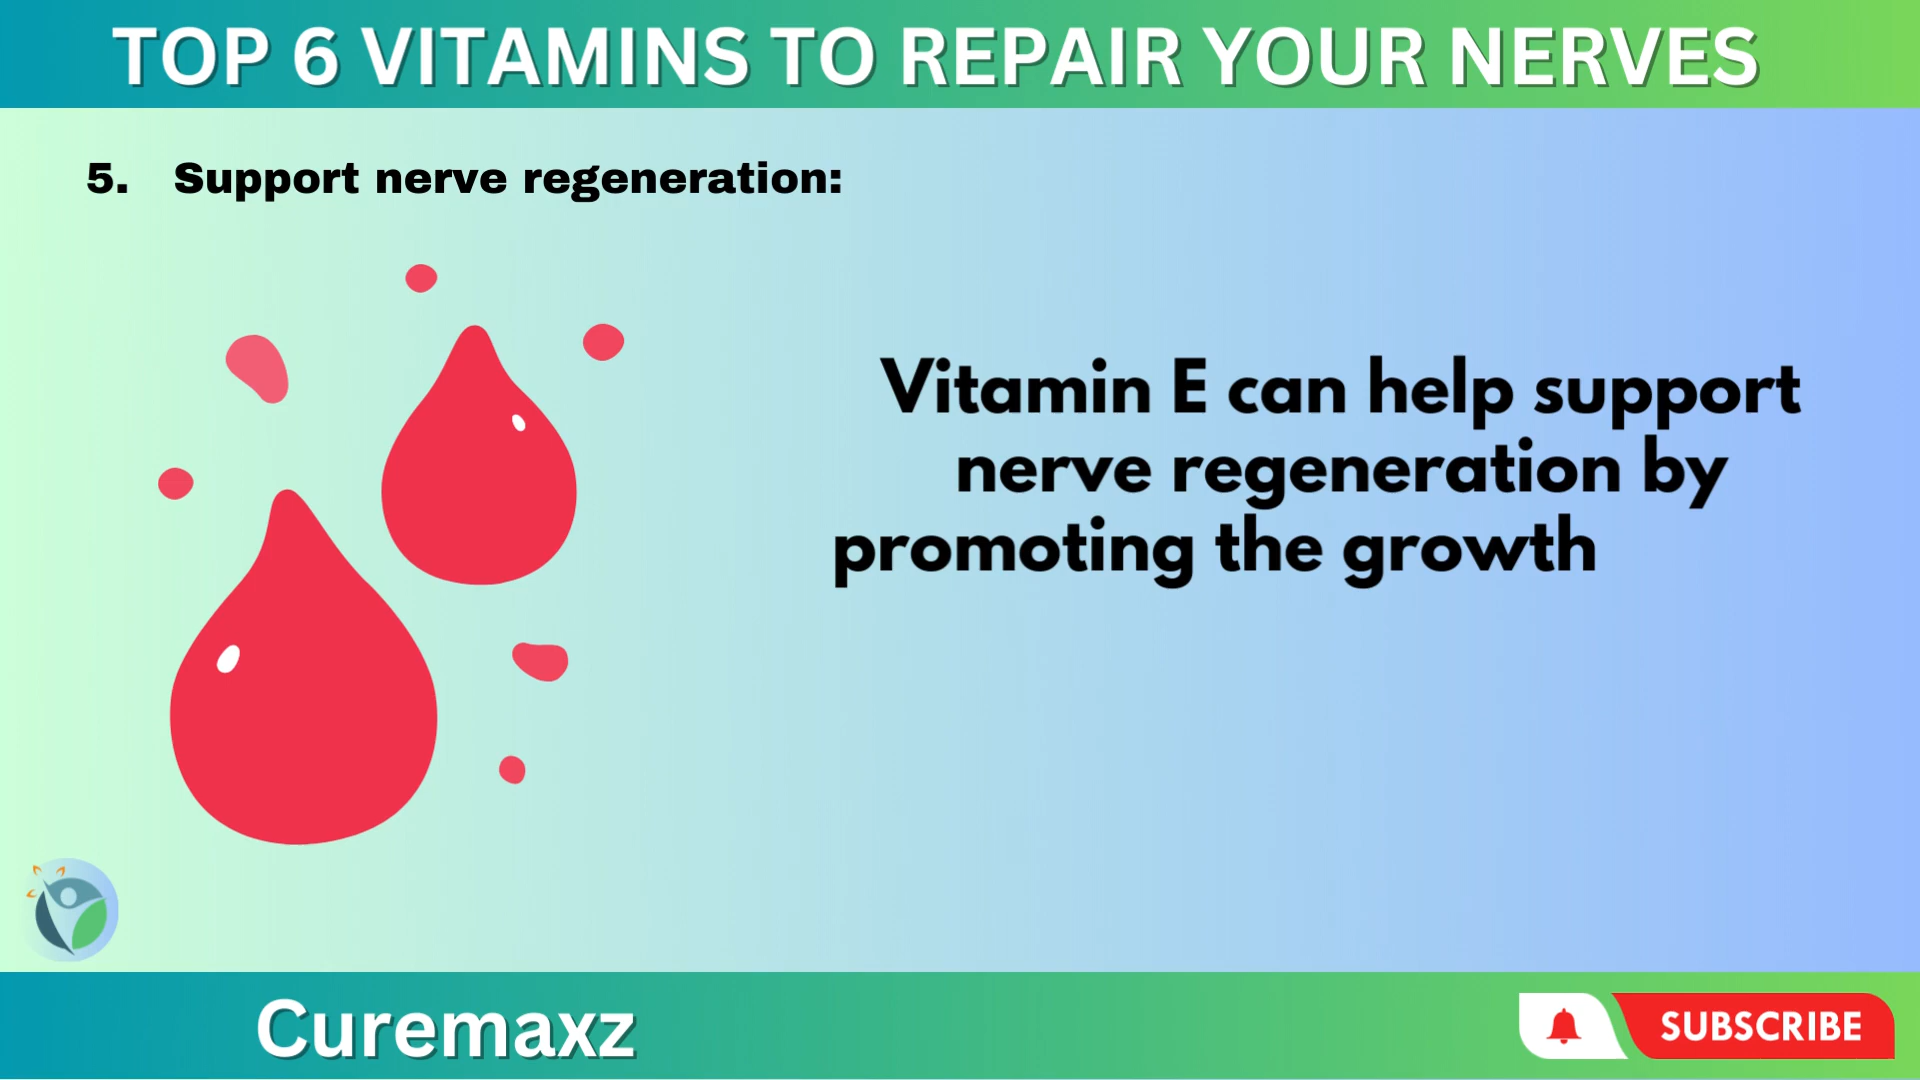 TOP 6 VITAMINS TO REPAIR YOUR NERVES
5. Support nerve regeneration:
Vitamin E can help support
nerve regeneration by
promoting the growth
Curemaxz
SUBSCRIBE